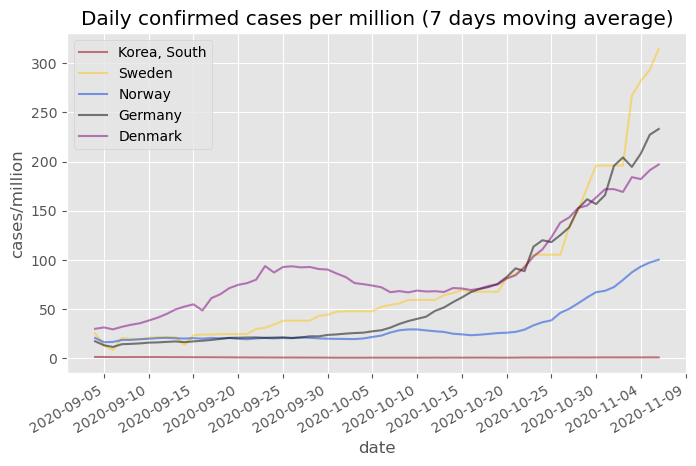 Daily confirmed cases per million (7 days moving average)
300
250
200
150
100
50
0
cases/million
Korea, South
Sweden
Norway
Germany
Denmark
2020-09-05
2020-09-10
2020-09-15
2020-09-20
2020-09-25
2020-09-30
2020-10-05
2020-10-10
2020-10-15
2020-10-20
2020-10-25
2020-10-30
2020-11-04
2020-11-09
date